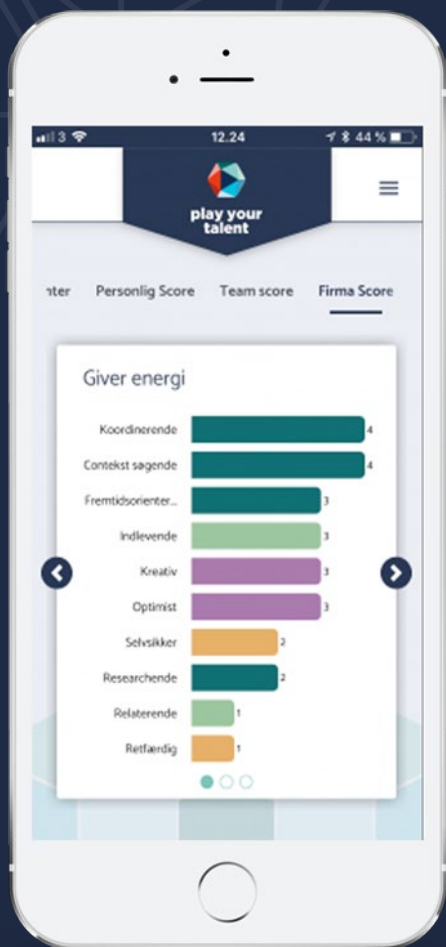 3
12.24
44 %
play your
talent
nter
Personlig Score
Team score
Firma Score
Giver energi
Koordinerende 4
Contekst søgende 4
Fremtidsorienter... 3
Indlevende 3
Kreativ 3
Optimist 3
Selvsikker 2
Researchende 2
Relaterende 1
Retfærdig 1